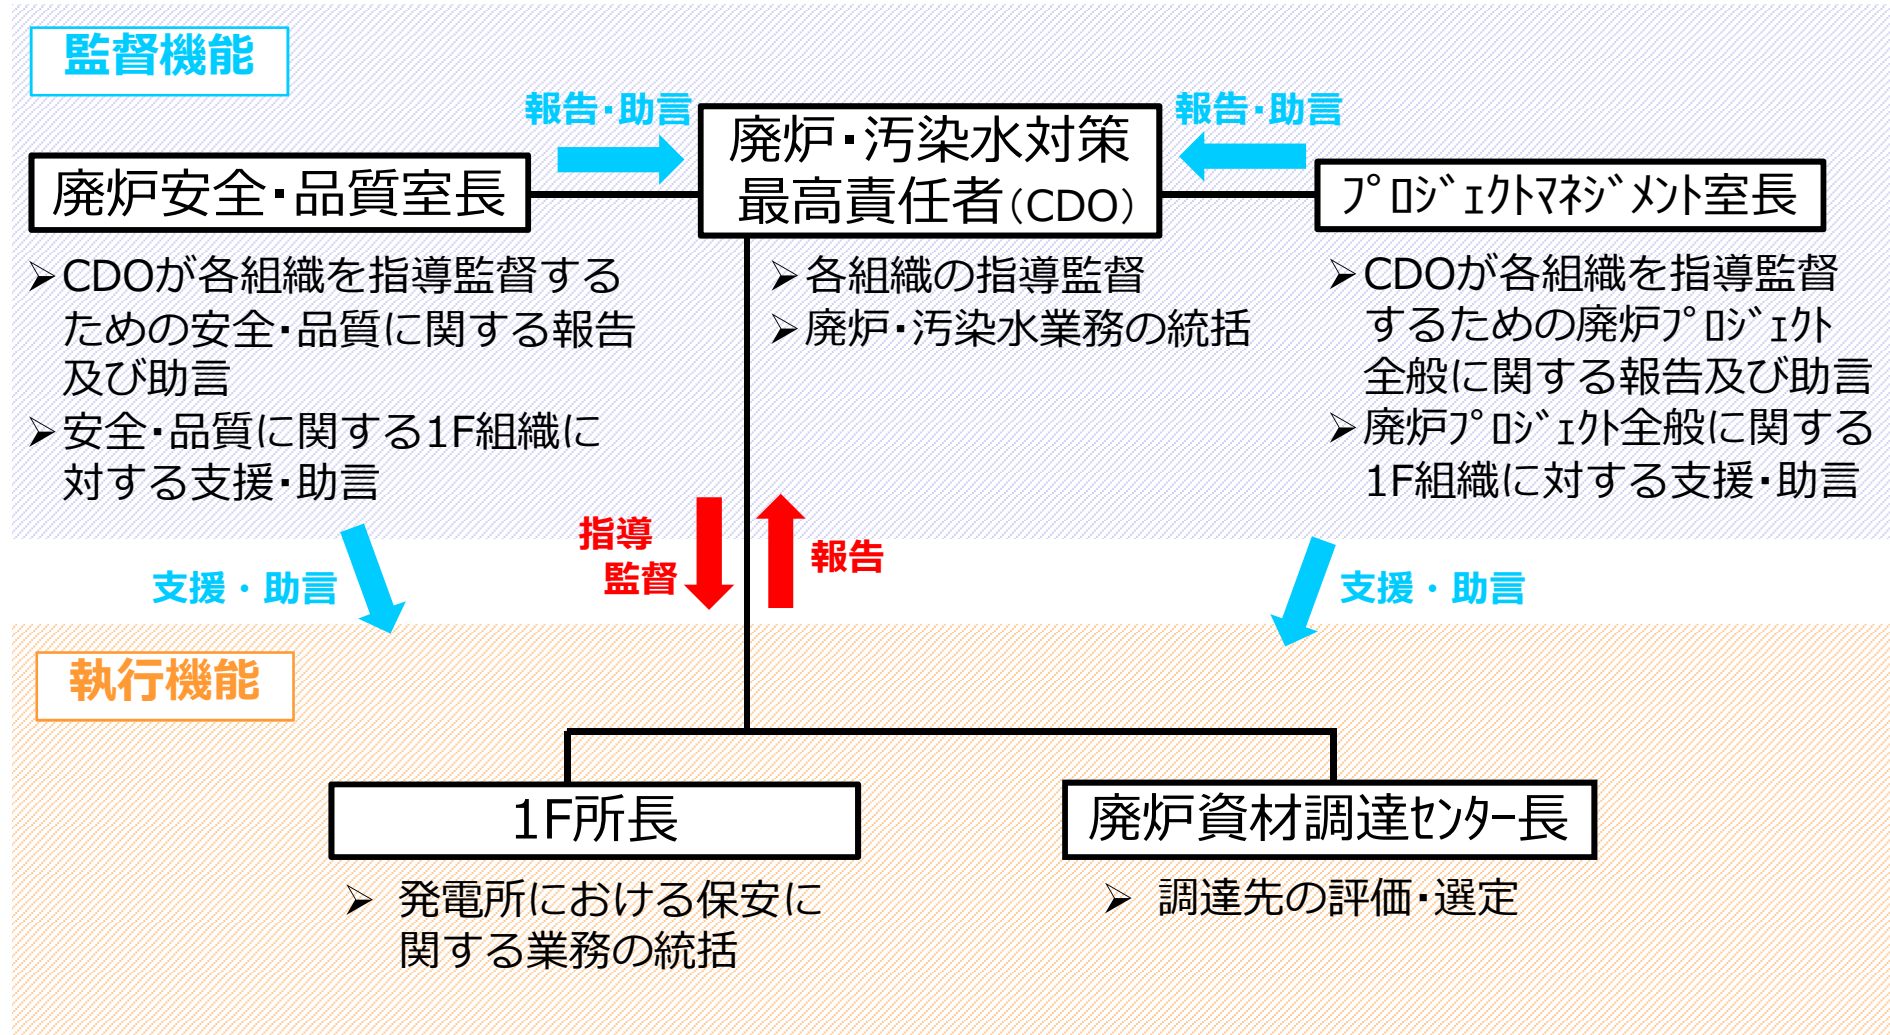 監督機能
報告・助言
報告・助言
廃炉安全・品質室長
廃炉・汚染水対策
最高責任者（CDO）
ﾌﾟﾛｼﾞｪｸﾄﾏﾈｼﾞﾒﾝﾄ室長
➢CDOが各組織を指導監督する
ための安全・品質に関する報告
及び助言
➢安全・品質に関する1F組織に
対する支援・助言
➢各組織の指導監督
➢廃炉・汚染水業務の統括
➢CDOが各組織を指導監督
するための廃炉ﾌﾟﾛｼﾞｪｸﾄ
全般に関する報告及び助言
➢廃炉ﾌﾟﾛｼﾞｪｸﾄ全般に関する
1F組織に対する支援・助言
支援・助言
指導
監督
報告
支援・助言
執行機能
1F所長
➢ 発電所における保安に
関する業務の統括
廃炉資材調達ｾﾝﾀｰ長
➢ 調達先の評価・選定